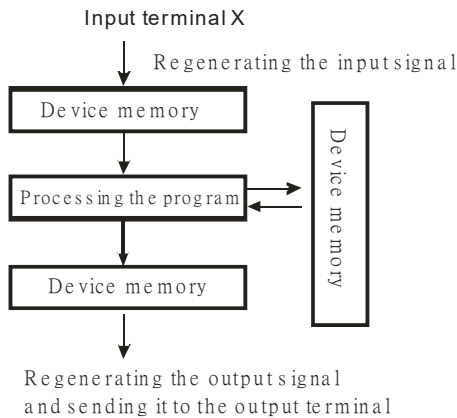 Input terminal X
Regenerating the input signal
Device memory
Processing the program
Device memory
Device memory
Regenerating the output signal
and sending it to the output terminal